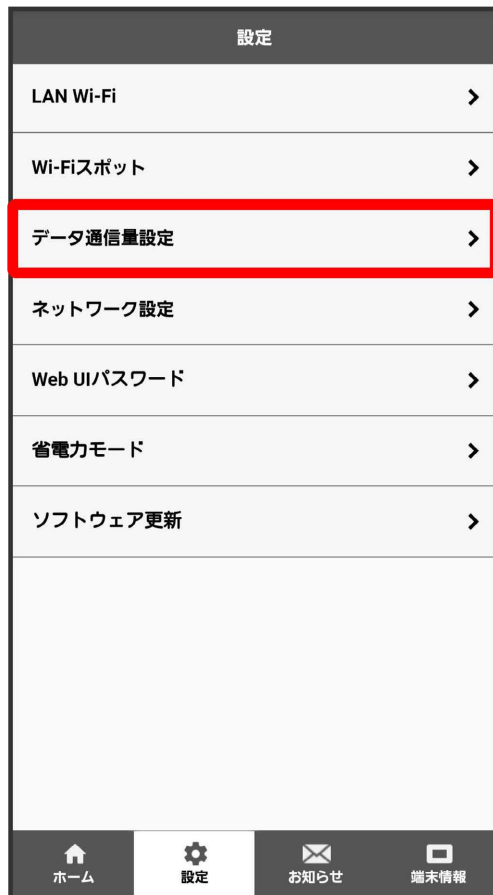 設定
LAN Wi-Fi
Wi-Fiスポット
データ通信量設定
ネットワーク設定
Web UIパスワード
省電力モード
ソフトウェア更新
ホーム
設定
お知らせ
端末情報